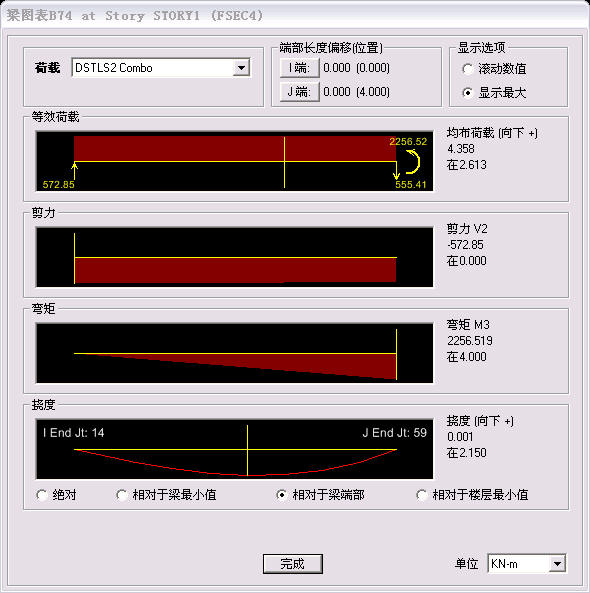 梁图表B74 at Story STORY1 (FSEC4)
荷载 DSTLS2 Combo
端部长度偏移(位置)
I 端: 0.000 (0.000)
J 端: 0.000 (4.000)
显示选项
滚动数值
显示最大
等效荷载
2256.52
572.85
555.41
均布荷载 (向下 +)
4.358
在2.613
剪力
剪力 V2
-572.85
在0.000
弯矩
弯矩 M3
2256.519
在4.000
挠度
I End Jt: 14
J End Jt: 59
挠度 (向下 +)
0.001
在2.150
绝对 相对于梁最小值 相对于梁端部 相对于楼层最小值
完成
单位 KN-m